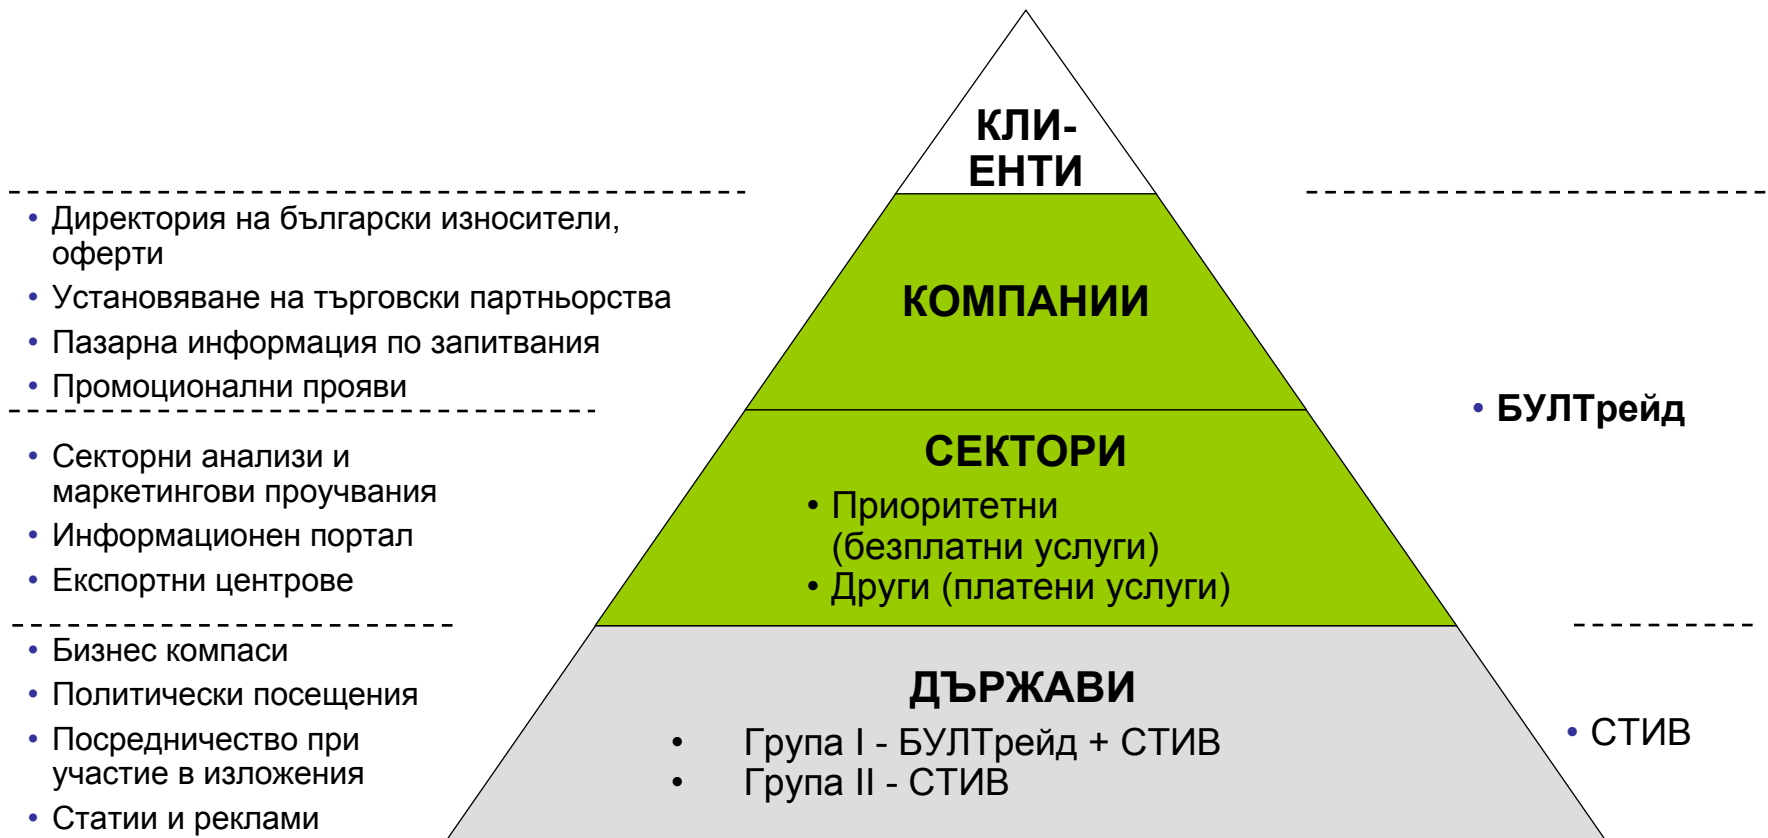 КЛИ-
ЕНТИ
• Директория на български износители,
оферти
• Установяване на търговски партньорства
• Пазарна информация по запитвания
• Промоционални прояви
КОМПАНИИ
• БУЛТрейд
• Секторни анализи и
маркетингови проучвания
• Информационен портал
• Експортни центрове
СЕКТОРИ
• Приоритетни
(безплатни услуги)
• Други (платени услуги)
• Бизнес компаси
• Политически посещения
• Посредничество при
участие в изложения
• Статии и реклами
ДЪРЖАВИ
• Група I - БУЛТрейд + СТИВ
• Група II - СТИВ
• СТИВ